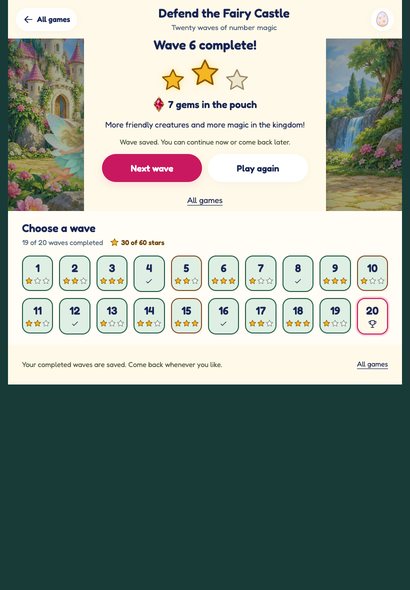 All games
Defend the Fairy Castle
Twenty waves of number magic
Wave 6 complete!
7 gems in the pouch
More friendly creatures and more magic in the kingdom!
Wave saved. You can continue now or come back later.
Next wave
Play again
All games
Choose a wave
19 of 20 waves completed
30 of 60 stars
1 2 3 4 5 6 7 8 9 10
11 12 13 14 15 16 17 18 19 20
Your completed waves are saved. Come back whenever you like.
All games